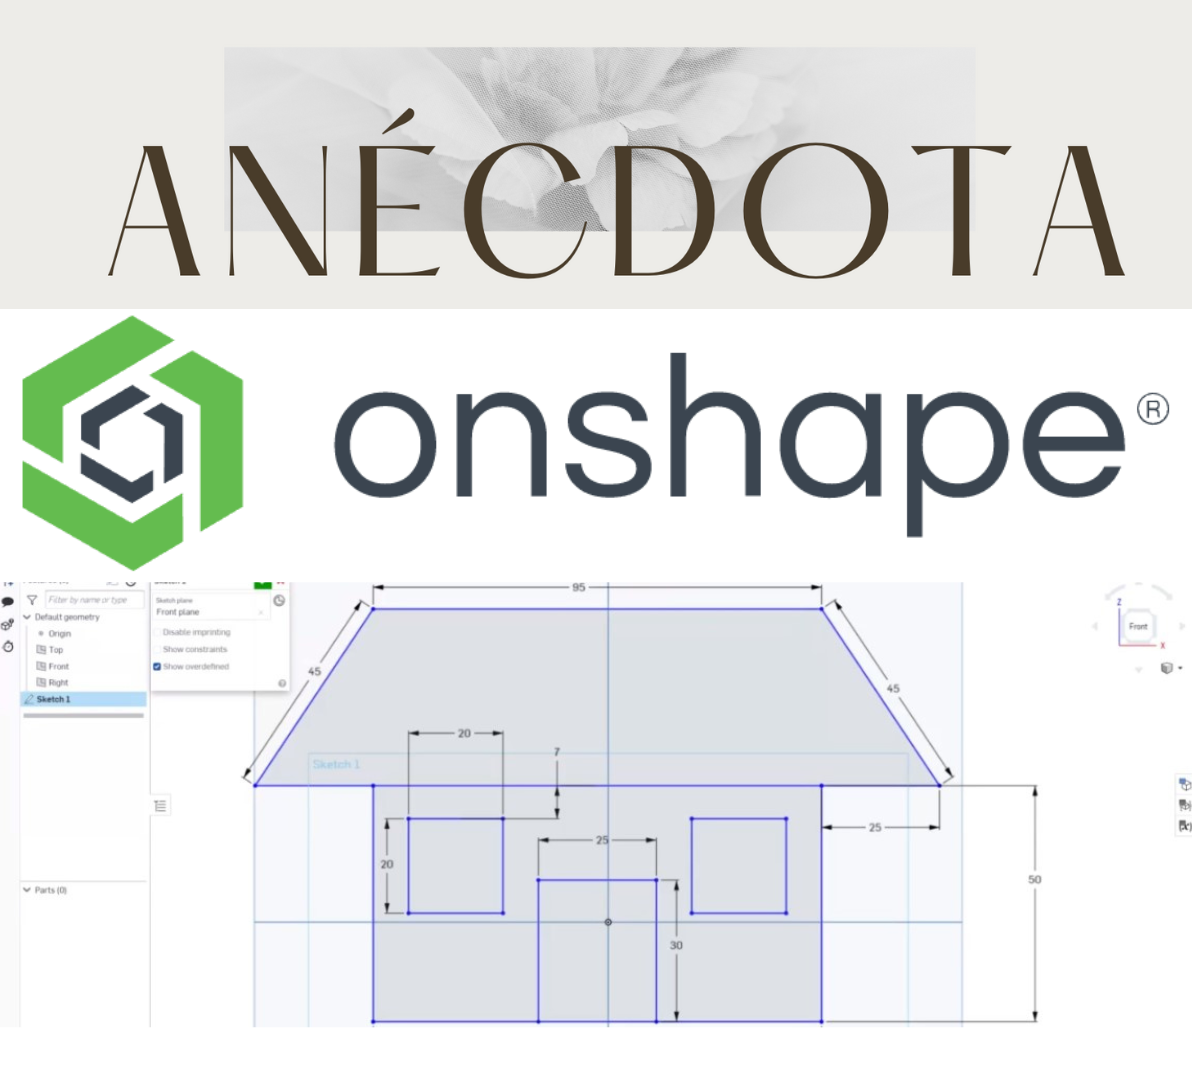 ANÉCDOTA
onshape®
Filter by name or type
Default geometry
Origin
Top
Front
Right
Sketch 1
Parts (0)
Sketch plane
Front plane
Disable imprinting
Show constraints
Show overdefined
95
45
45
20
7
Sketch 1
25
20
25
30
50
Z
Front
X